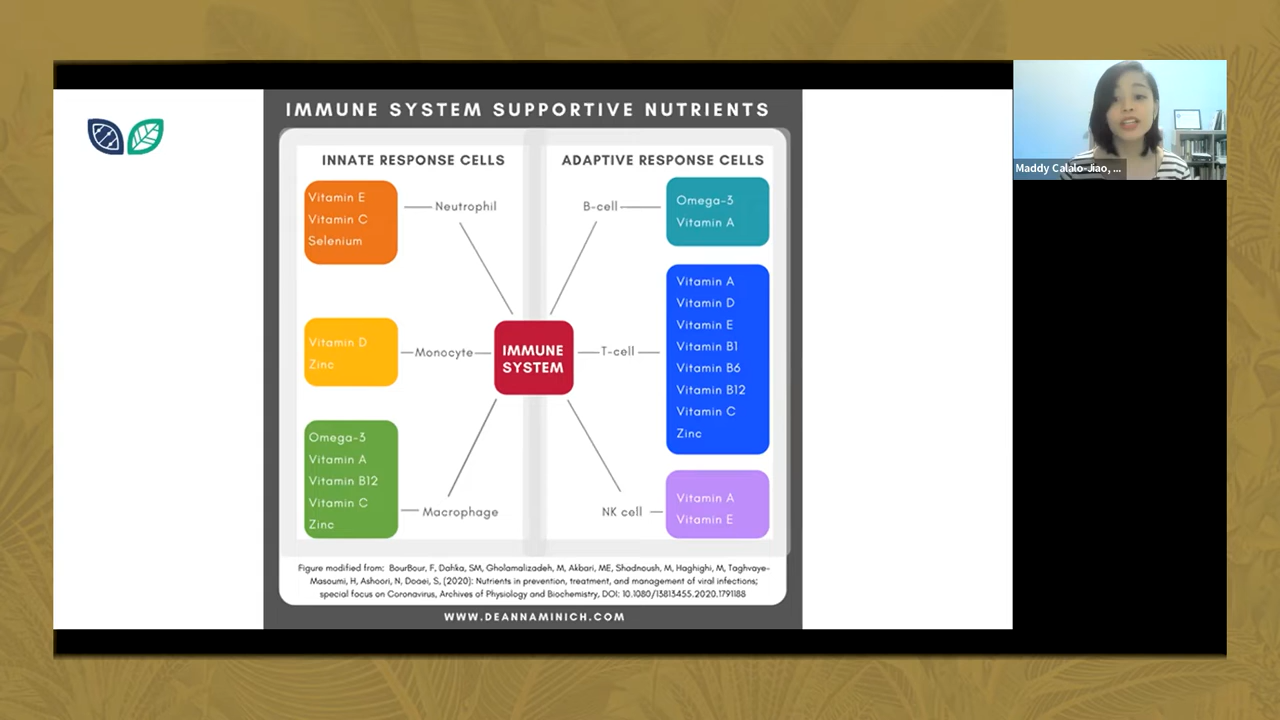 IMMUNE SYSTEM SUPPORTIVE NUTRIENTS
INNATE RESPONSE CELLS
Vitamin E
Vitamin C
Selenium
Neutrophil
Vitamin D
Zinc
Monocyte
Omega-3
Vitamin A
Vitamin B12
Vitamin C
Zinc
Macrophage
IMMUNE
SYSTEM
ADAPTIVE RESPONSE CELLS
B-cell
Omega-3
Vitamin A
T-cell
Vitamin A
Vitamin D
Vitamin E
Vitamin B1
Vitamin B6
Vitamin B12
Vitamin C
Zinc
NK cell
Vitamin A
Vitamin E
Figure modified from: BourBour, F, Dahka, SM, Gholamalizadeh, M, Akbari, ME, Shadnoush, M, Haghighi, M, Taghvaye-
Masoumi, H, Ashoori, N, Doaei, S, (2020): Nutrients in prevention, treatment, and management of viral infections;
special focus on Coronavirus, Archives of Physiology and Biochemistry, DOI: 10.1080/13813455.2020.1791188
WWW.DEANNAMINICH.COM
Maddy Calalo-Jiao, ...